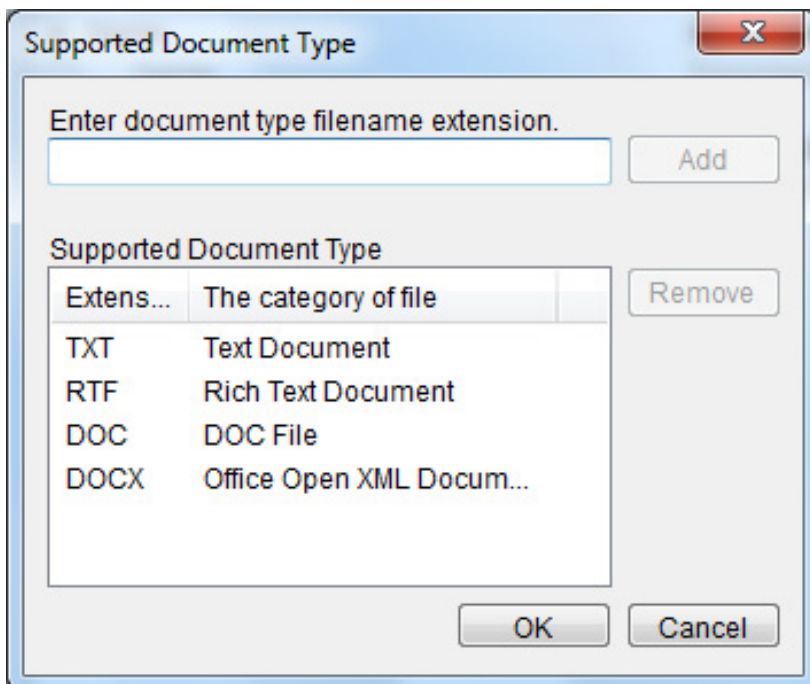 Supported Document Type
Enter document type filename extension.
Add
Supported Document Type
Extens... The category of file
Remove
TXT Text Document
RTF Rich Text Document
DOC DOC File
DOCX Office Open XML Docum...
OK Cancel